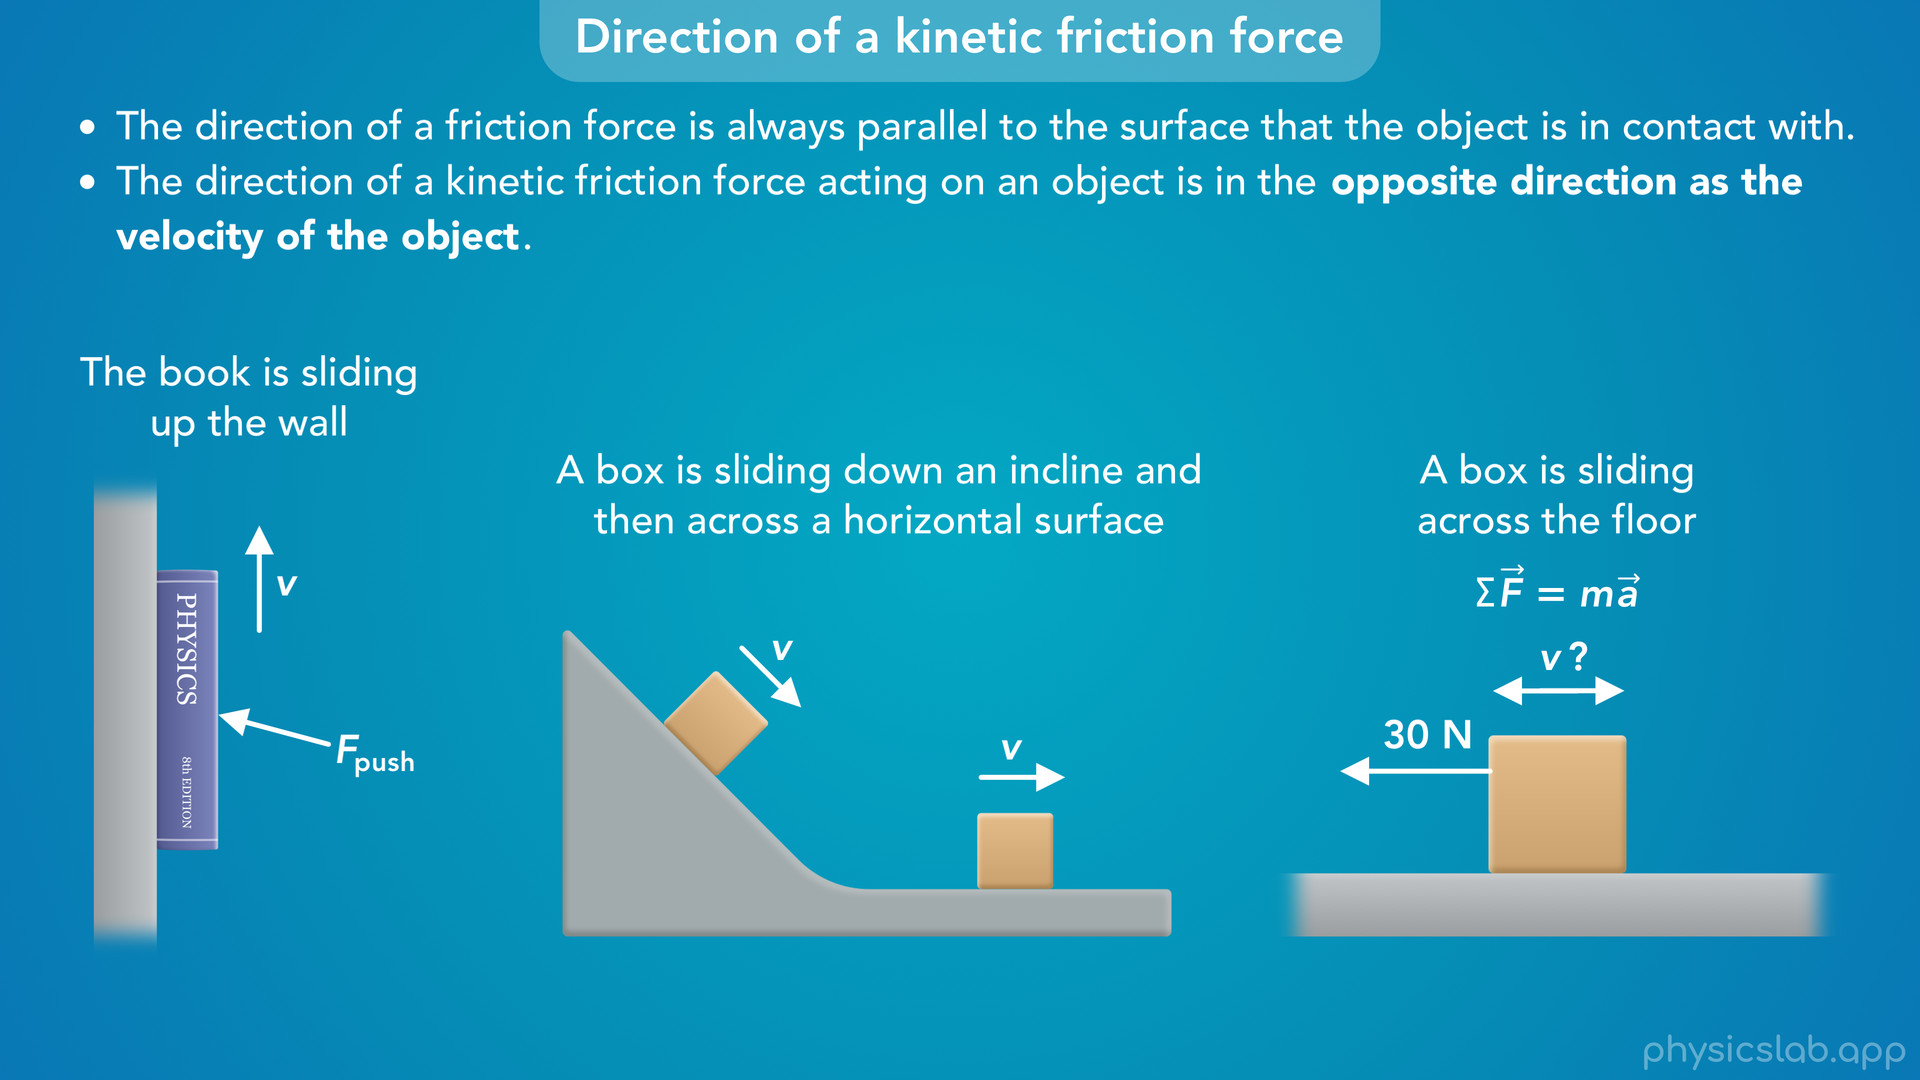 Direction of a kinetic friction force
• The direction of a friction force is always parallel to the surface that the object is in contact with.
• The direction of a kinetic friction force acting on an object is in the opposite direction as the
velocity of the object.
The book is sliding
up the wall
v
PHYSICS
8th EDITION
F_push
A box is sliding down an incline and
then across a horizontal surface
v
v
A box is sliding
across the floor
ΣF⃗ = ma⃗
v ?
30 N
physicslab.app